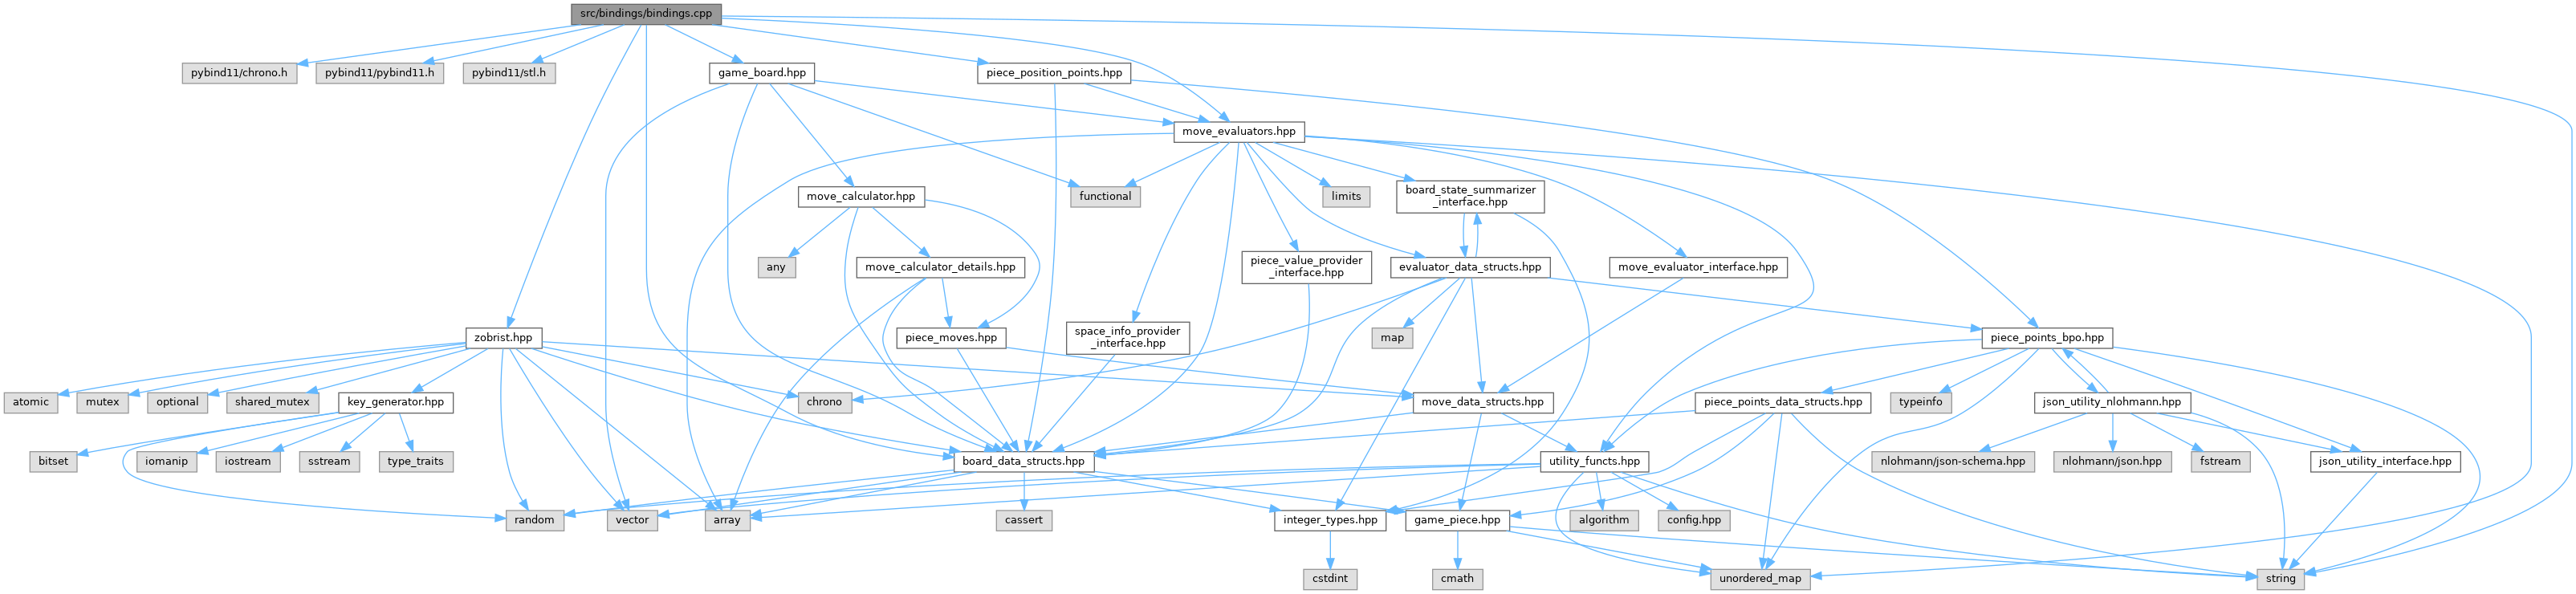 src/bindings/bindings.cpp
pybind11/chrono.h
pybind11/pybind11.h
pybind11/stl.h
game_board.hpp
piece_position_points.hpp
move_evaluators.hpp
move_calculator.hpp
functional
limits
board_state_summarizer
_interface.hpp
any
move_calculator_details.hpp
piece_value_provider
_interface.hpp
evaluator_data_structs.hpp
move_evaluator_interface.hpp
zobrist.hpp
piece_moves.hpp
space_info_provider
_interface.hpp
map
piece_points_bpo.hpp
atomic
mutex
optional
shared_mutex
key_generator.hpp
chrono
move_data_structs.hpp
piece_points_data_structs.hpp
typeinfo
json_utility_nlohmann.hpp
bitset
iomanip
iostream
sstream
type_traits
board_data_structs.hpp
utility_functs.hpp
nlohmann/json-schema.hpp
nlohmann/json.hpp
fstream
json_utility_interface.hpp
random
vector
array
cassert
integer_types.hpp
game_piece.hpp
algorithm
config.hpp
cstdint
cmath
unordered_map
string